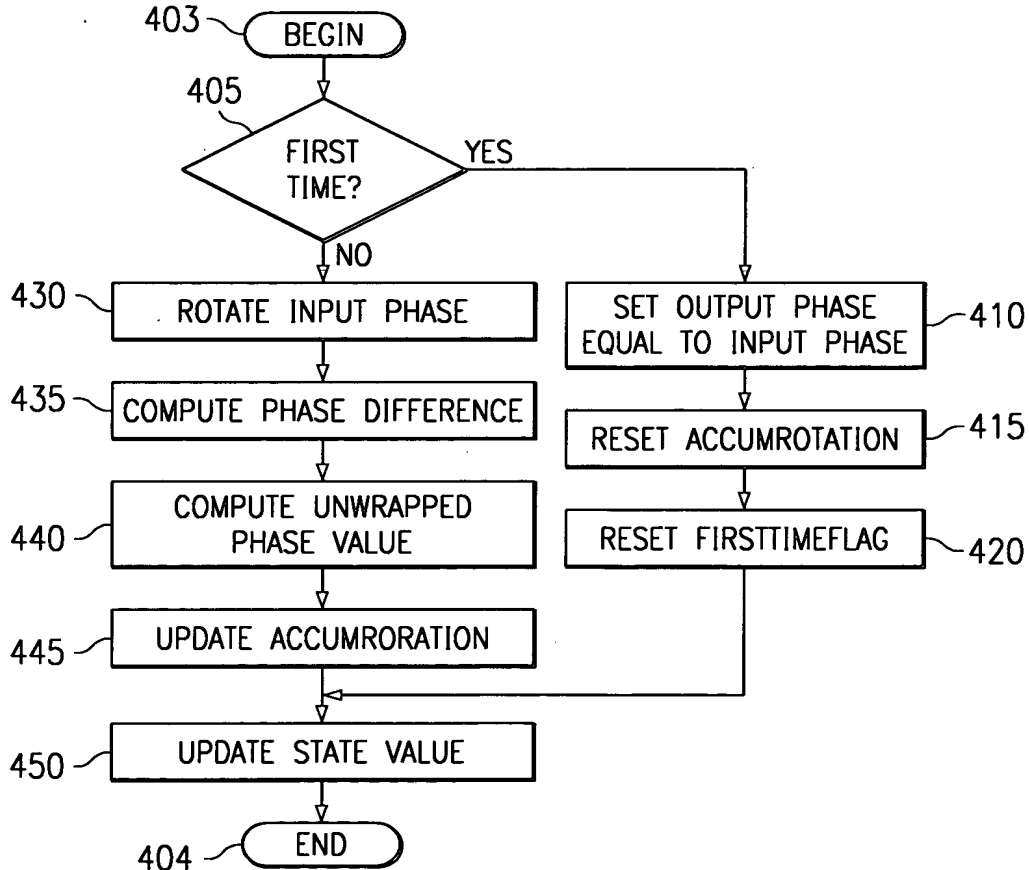 403
BEGIN
405
FIRST
TIME?
YES
NO
430
ROTATE INPUT PHASE
435
COMPUTE PHASE DIFFERENCE
440
COMPUTE UNWRAPPED
PHASE VALUE
445
UPDATE ACCUMRORATION
SET OUTPUT PHASE
EQUAL TO INPUT PHASE
410
RESET ACCUMROTATION
415
RESET FIRSTTIMEFLAG
420
450
UPDATE STATE VALUE
END
404